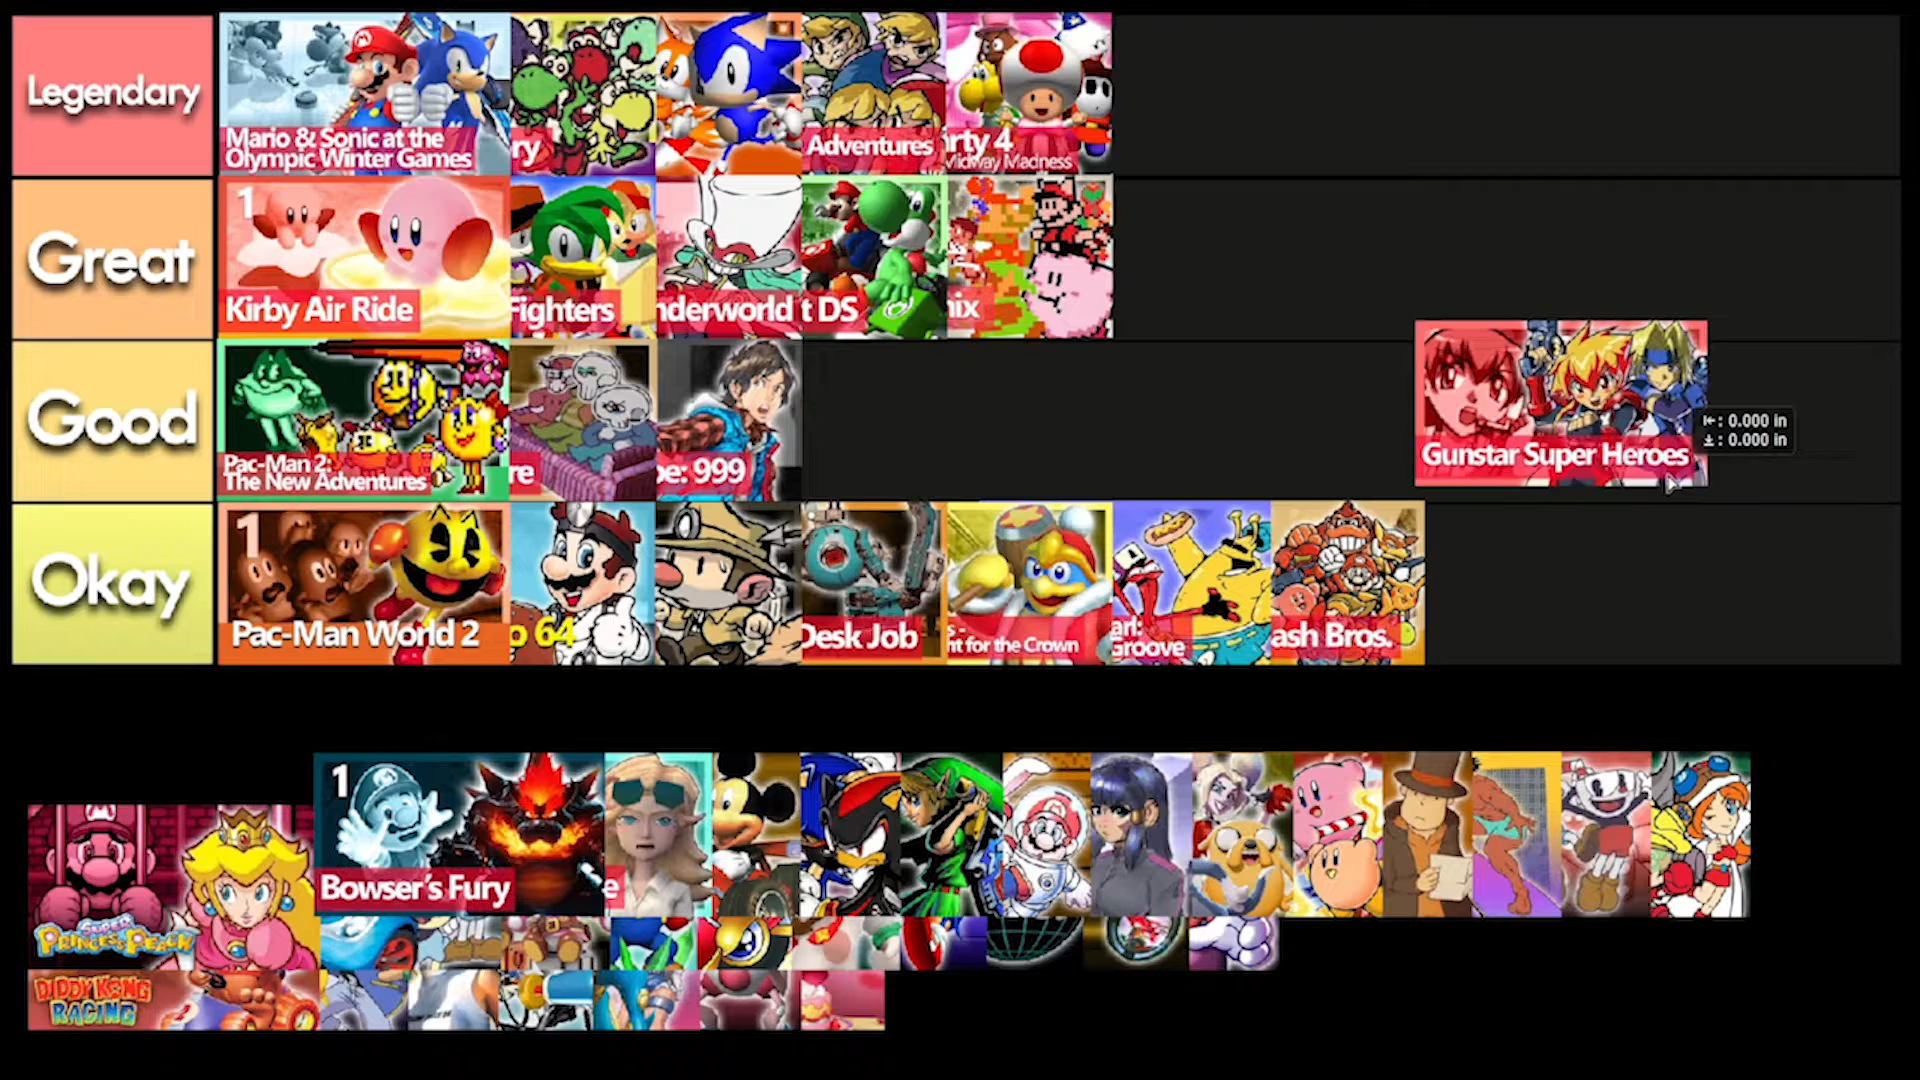 Legendary
Mario & Sonic at the
Olympic Winter Games
ry
Adventures
rty 4
Midway Madness
Great
1
Kirby Air Ride
Fighters
nderworld
t DS
ix
Good
Pac-Man 2:
The New Adventures
re
e: 999
Gunstar Super Heroes
: 0.000 in
: 0.000 in
Okay
1
Pac-Man World 2
64
Desk Job
s -
nt for the Crown
arl:
Groove
ash Bros.
1
Bowser's Fury
e
SUPER
PRINCESS PEACH
DIDDY KONG
RACING